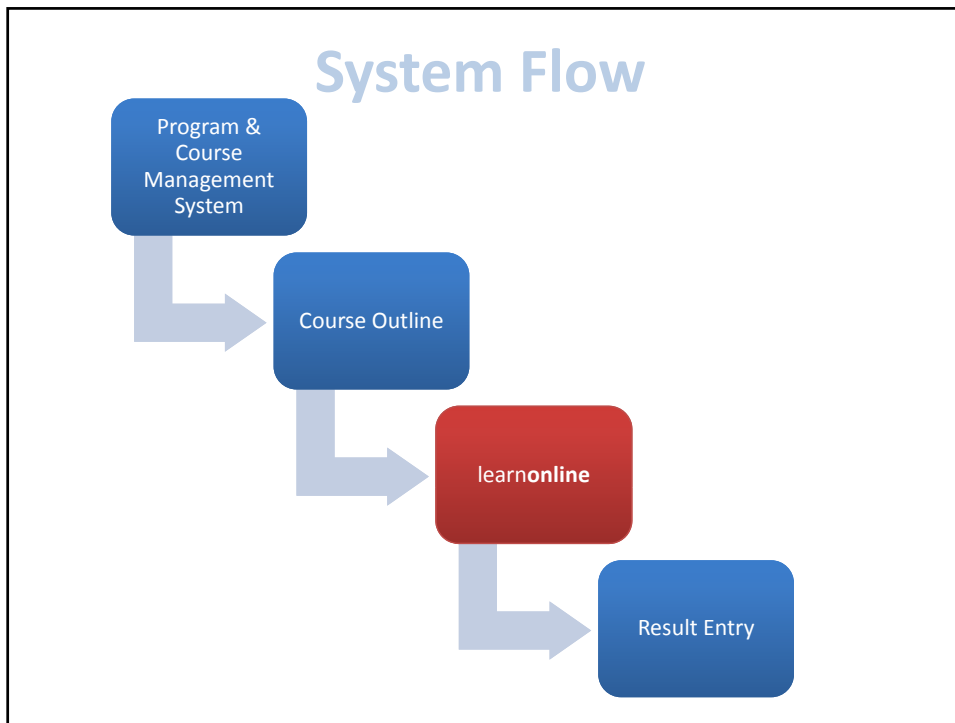 System Flow
Program &
Course
Management
System
Course Outline
learnonline
Result Entry